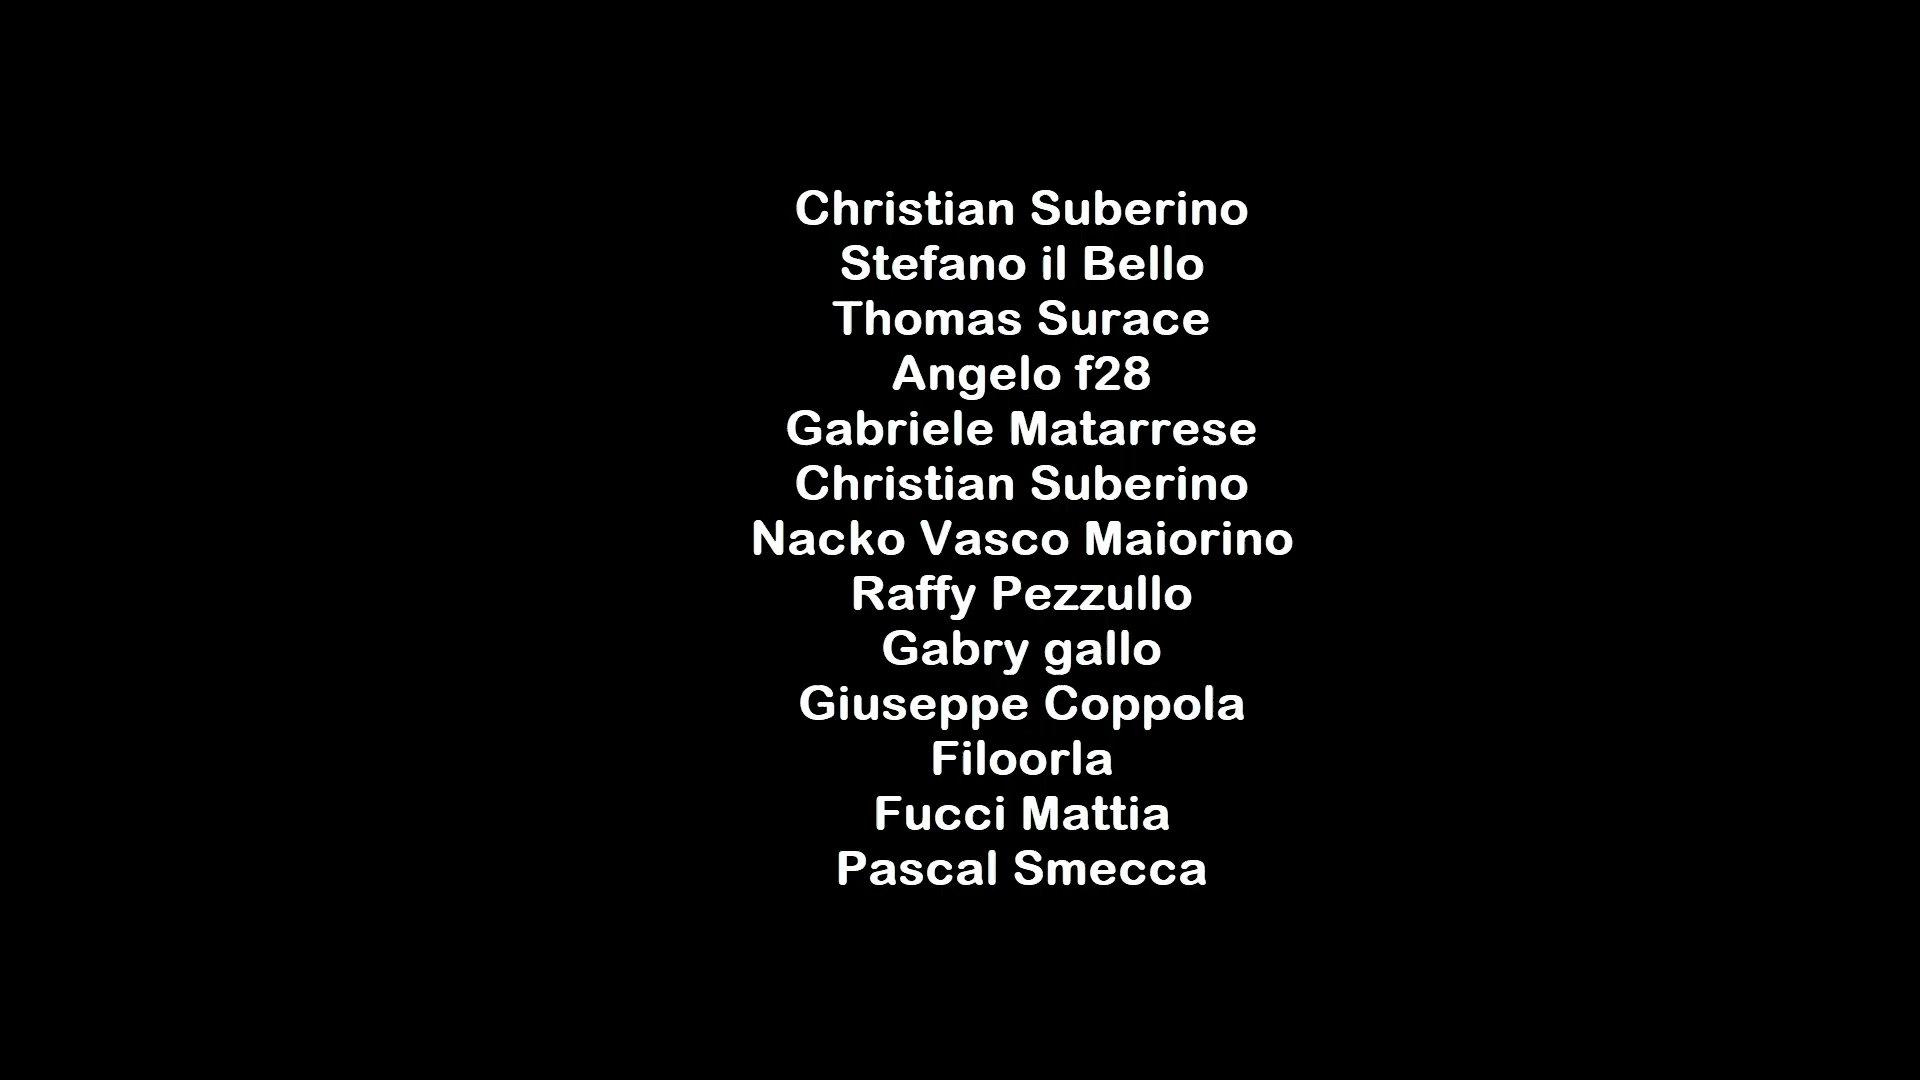 Christian Suberino
Stefano il Bello
Thomas Surace
Angelo f28
Gabriele Matarrese
Christian Suberino
Nacko Vasco Maiorino
Raffy Pezzullo
Gabry gallo
Giuseppe Coppola
Filoorla
Fucci Mattia
Pascal Smecca